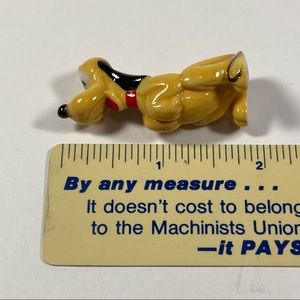 1 2
By any measure . . .
It doesn't cost to belong
to the Machinists Union
—it PAYS